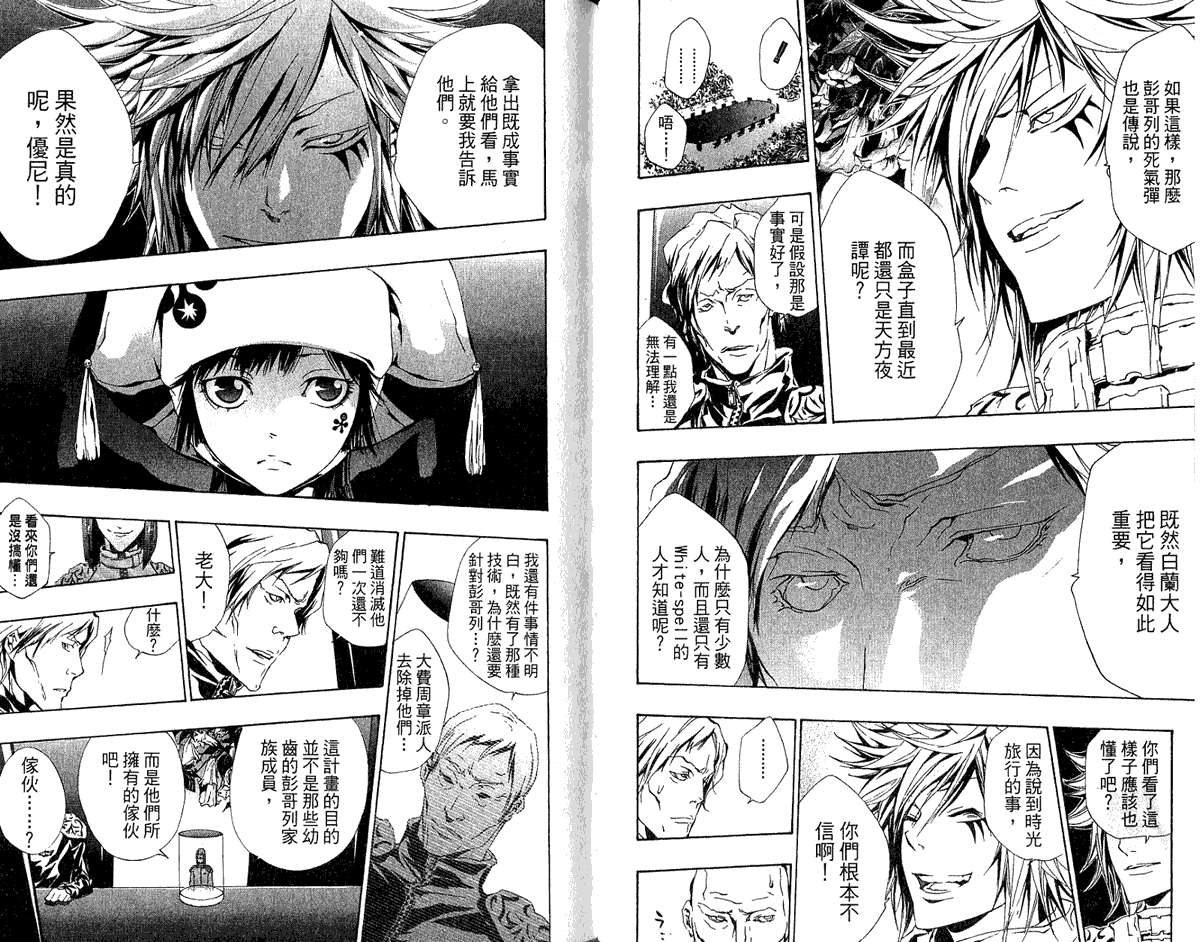 如果這樣，那麼
彭哥列的死氣彈
也是傳說，
而盒子直到最近
都還只是天方夜
譚呢？
！
………
唔…！
可是假設那是
事實好了，
有一點我還是
無法理解…
既然白蘭大人
把它看得如此
重要，
為什麼只有少數
人，而且還只有
White-spell的
人才知道呢？
你們看了這
樣子應該也
懂了吧？
因為說到時光
旅行的事，
你們根本不
信啊！
………
拿出既成事實
給他們看，馬
上就要我告訴
他們。
果然是真的
呢，優尼！
我還有件事情不明
白，既然有了那種
技術，為什麼還要
針對彭哥列…？
大費周章派人
去除掉他們…
難道消滅他
們一次還不
夠嗎？
老大！
看來你們還
是沒搞懂…
什麼？
這計畫的目的
並不是那些幼
齒的彭哥列家
族成員，
而是他們所
擁有的傢伙
吧！
傢伙……？